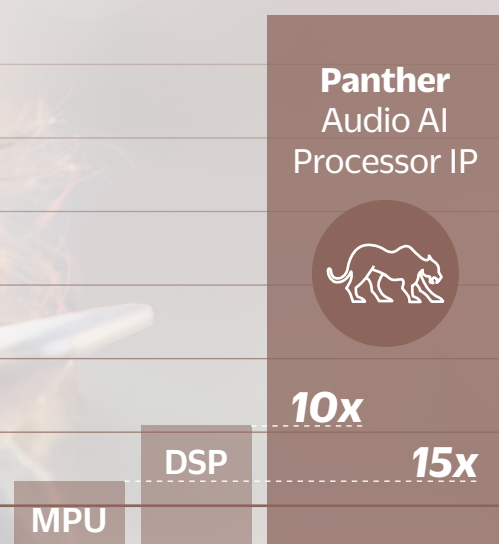 Panther
Audio AI
Processor IP
10x
DSP
15x
MPU